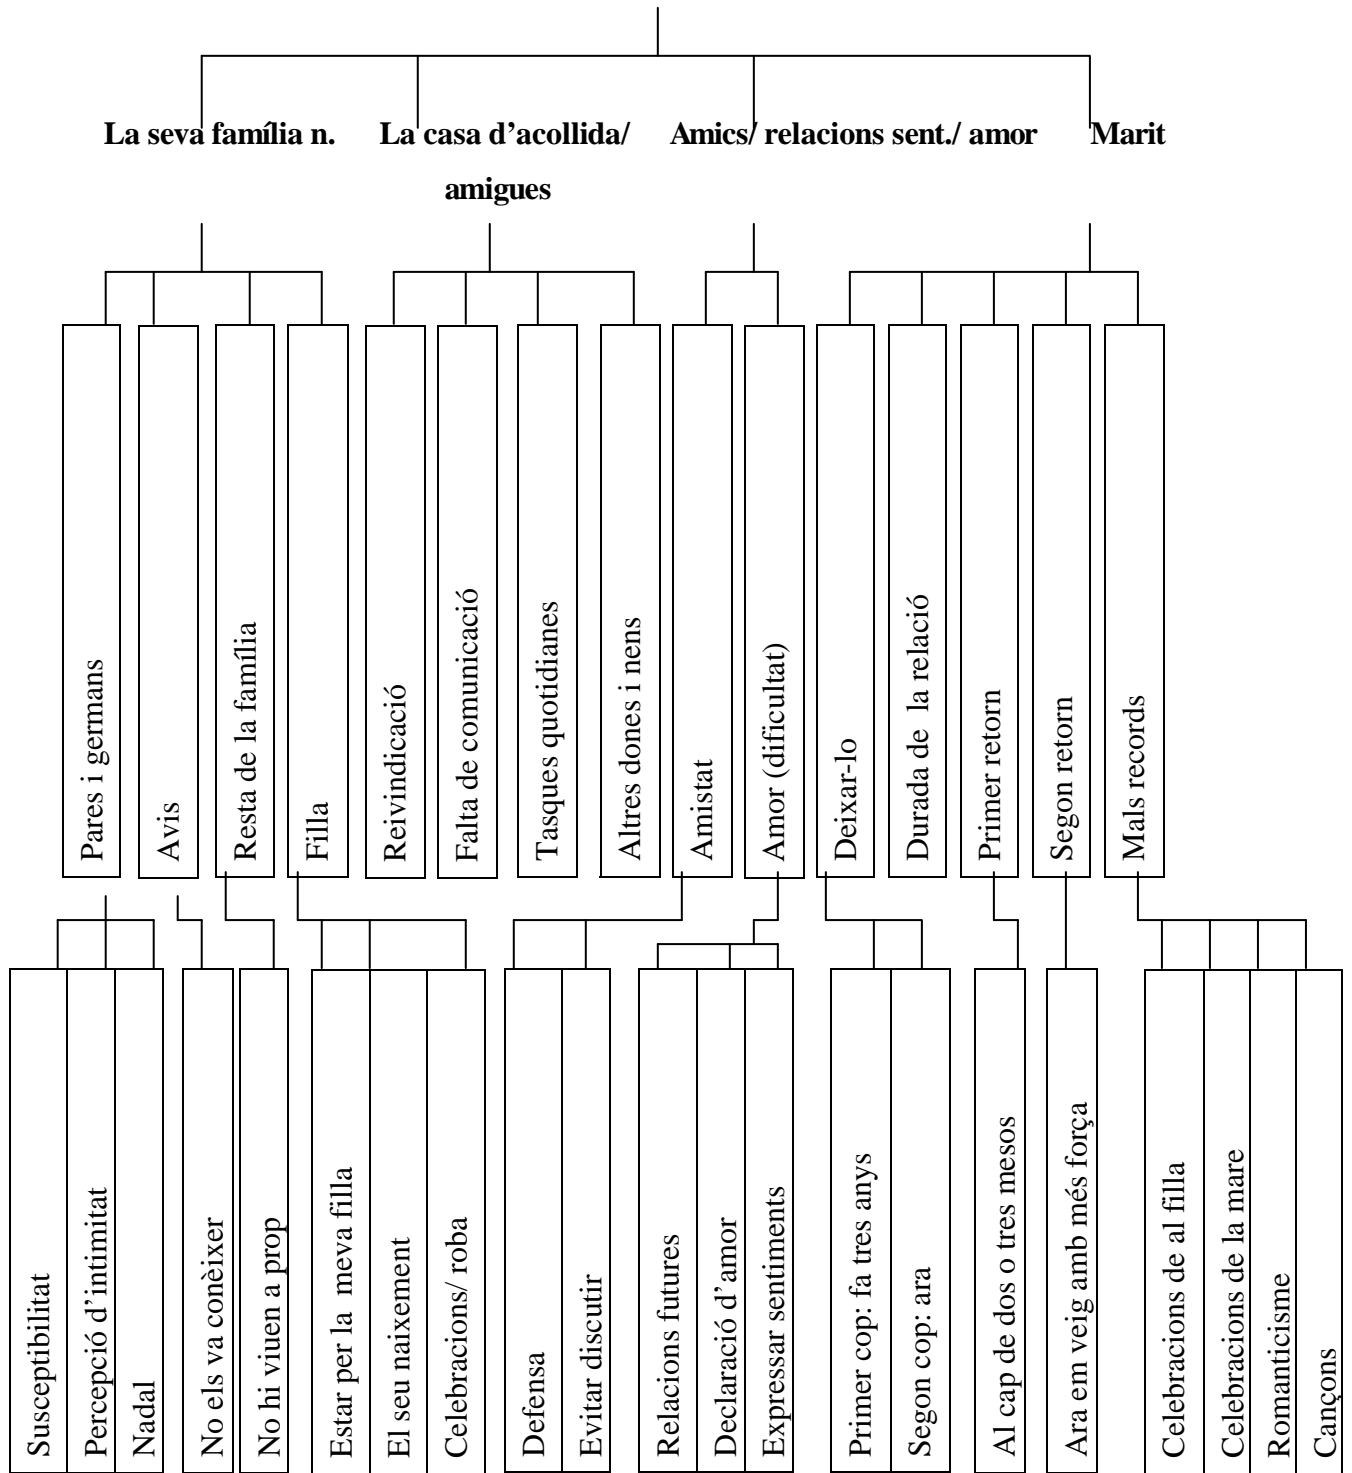 La seva família n.
La casa d'acollida/
amigues
Amics/ relacions sent./ amor
Marit
Pares i germans
Avis
Resta de la família
Filla
Reivindicació
Falta de comunicació
Tasques quotidianes
Altres dones i nens
Amistat
Amor (dificultat)
Deixar-lo
Durada de la relació
Primer retorn
Segon retorn
Mals records
Susceptibilitat
Percepció d'intimitat
Nadal
No els va conèixer
No hi viuen a prop
Estar per la meva filla
El seu naixement
Celebracions/ roba
Defensa
Evitar discutir
Relacions futures
Declaració d'amor
Expressar sentiments
Primer cop: fa tres anys
Segon cop: ara
Al cap de dos o tres mesos
Ara em veig amb més força
Celebracions de al filla
Celebracions de la mare
Romanticisme
Cançons